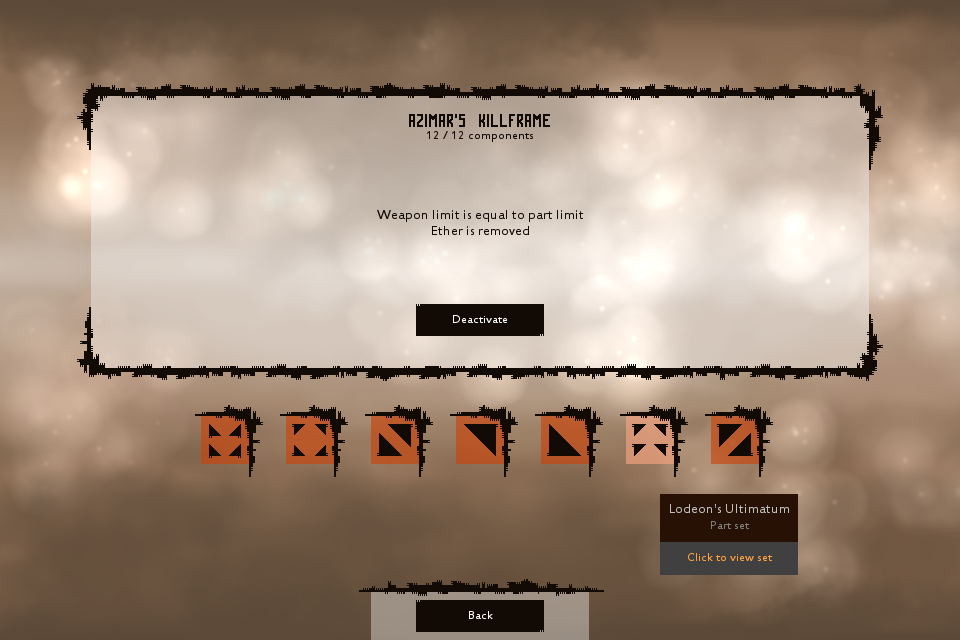 AZIMAR'S KILLFRAME
12 / 12 components
Weapon limit is equal to part limit
Ether is removed
Deactivate
Lodeon's Ultimatum
Part set
Click to view set
Back